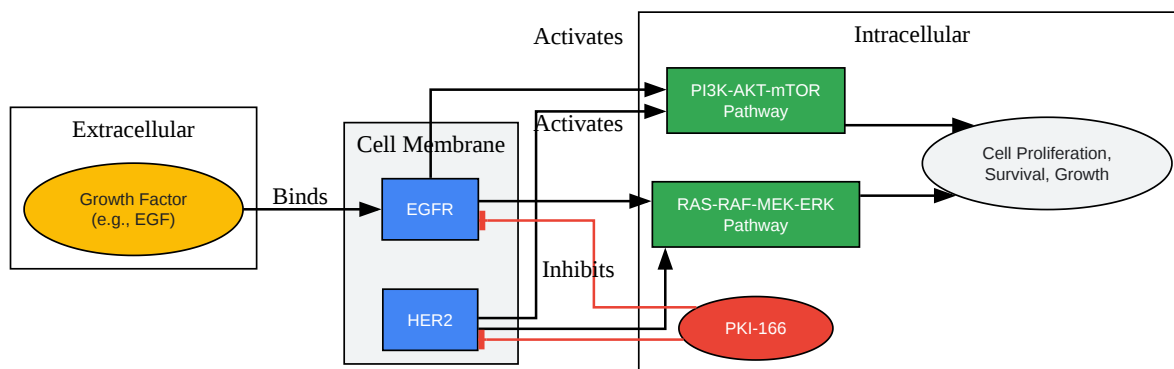 Activates
Intracellular
PI3K-AKT-mTOR
Pathway
Extracellular
Activates
Cell Membrane
Cell Proliferation,
Survival, Growth
Growth Factor
(e.g., EGF)
Binds
EGFR
RAS-RAF-MEK-ERK
Pathway
Inhibits
HER2
PKI-166